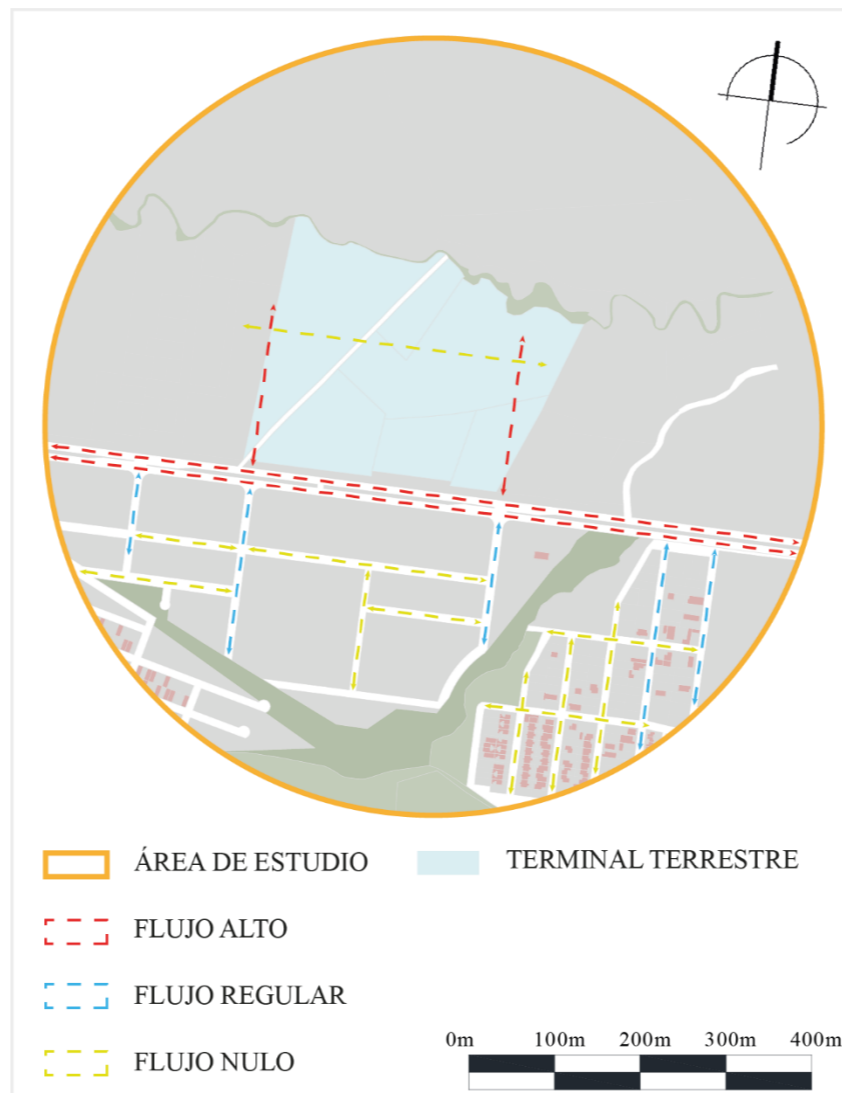 ÁREA DE ESTUDIO
TERMINAL TERRESTRE
FLUJO ALTO
FLUJO REGULAR
FLUJO NULO
0m 100m 200m 300m 400m